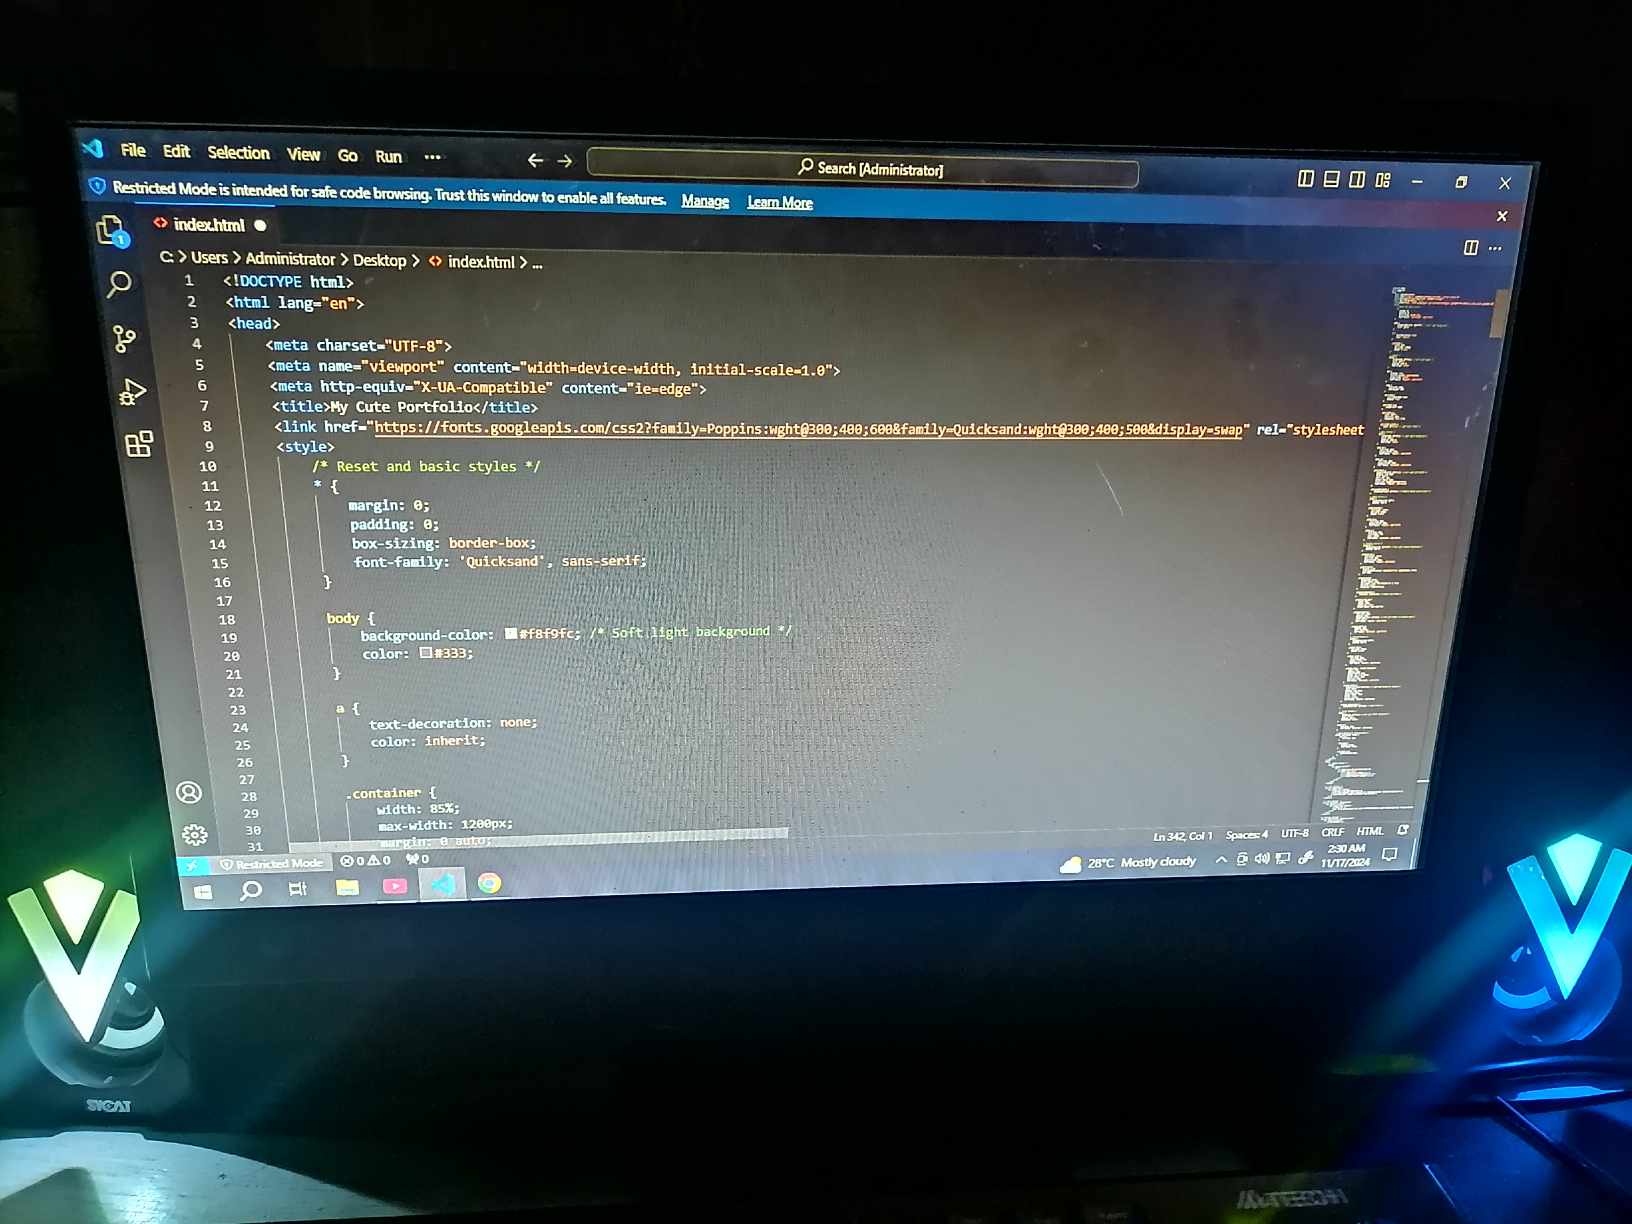 File Edit Selection View Go Run ··· Search [Administrator]
Restricted Mode is intended for safe code browsing. Trust this window to enable all features. Manage Learn More
index.html
C: > Users > Administrator > Desktop > index.html > ...
1 <!DOCTYPE html>
2 <html lang="en">
3 <head>
4 <meta charset="UTF-8">
5 <meta name="viewport" content="width=device-width, initial-scale=1.0">
6 <meta http-equiv="X-UA-Compatible" content="ie=edge">
7 <title>My Cute Portfolio</title>
8 <link href="https://fonts.googleapis.com/css2?family=Poppins:wght@300;400;600&family=Quicksand:wght@300;400;500&display=swap" rel="stylesheet
9 <style>
10 /* Reset and basic styles */
11 * {
12 margin: 0;
13 padding: 0;
14 box-sizing: border-box;
15 font-family: 'Quicksand', sans-serif;
16 }
17
18 body {
19 background-color: #f8f9fc; /* Soft light background */
20 color: #333;
21 }
22
23 a {
24 text-decoration: none;
25 color: inherit;
26 }
27
28 .container {
29 width: 85%;
30 max-width: 1200px;
31 margin: 0 auto;
Ln 342, Col 1 Spaces: 4 UTF-8 CRLF HTML
Restricted Mode 0 0 0
28°C Mostly cloudy
2:30 AM
11/17/2024